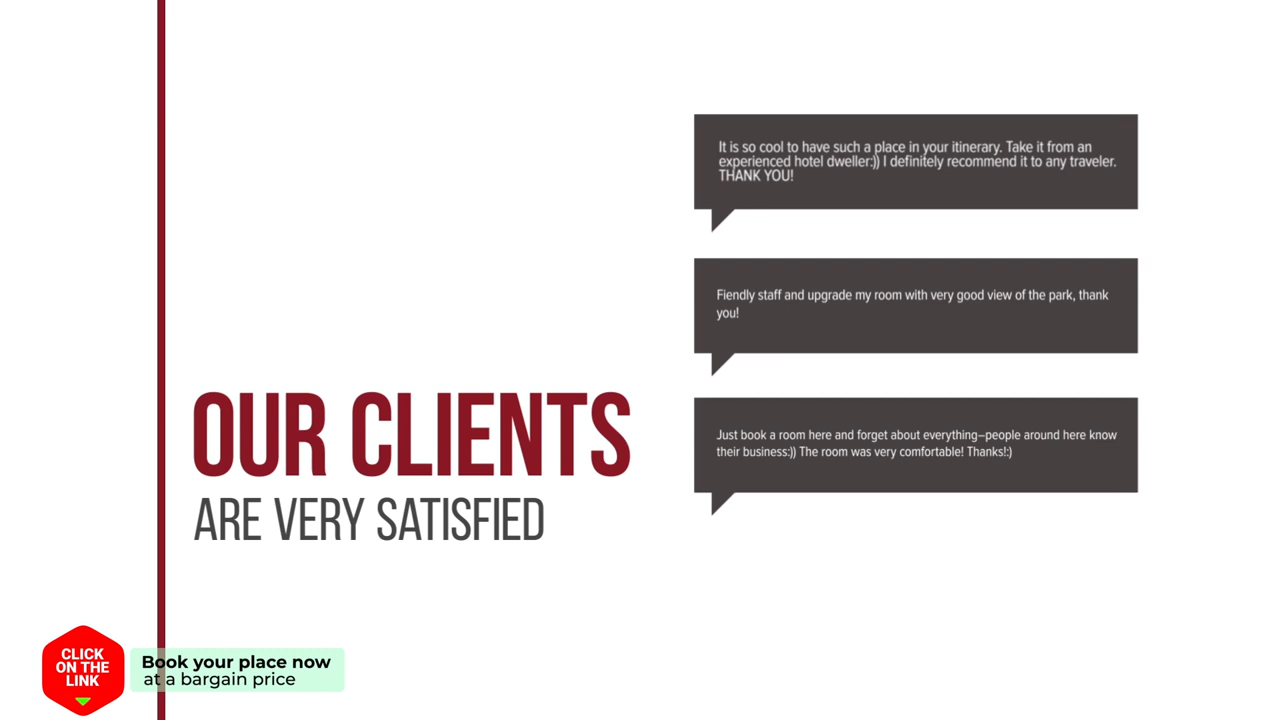 It is so cool to have such a place in your itinerary. Take it from an
experienced hotel dweller:)) I definitely recommend it to any traveler.
THANK YOU!
Fiendly staff and upgrade my room with very good view of the park, thank
you!
Just book a room here and forget about everything–people around here know
their business:)) The room was very comfortable! Thanks!:)
OUR CLIENTS
ARE VERY SATISFIED
CLICK
ON THE
LINK
Book your place now
at a bargain price